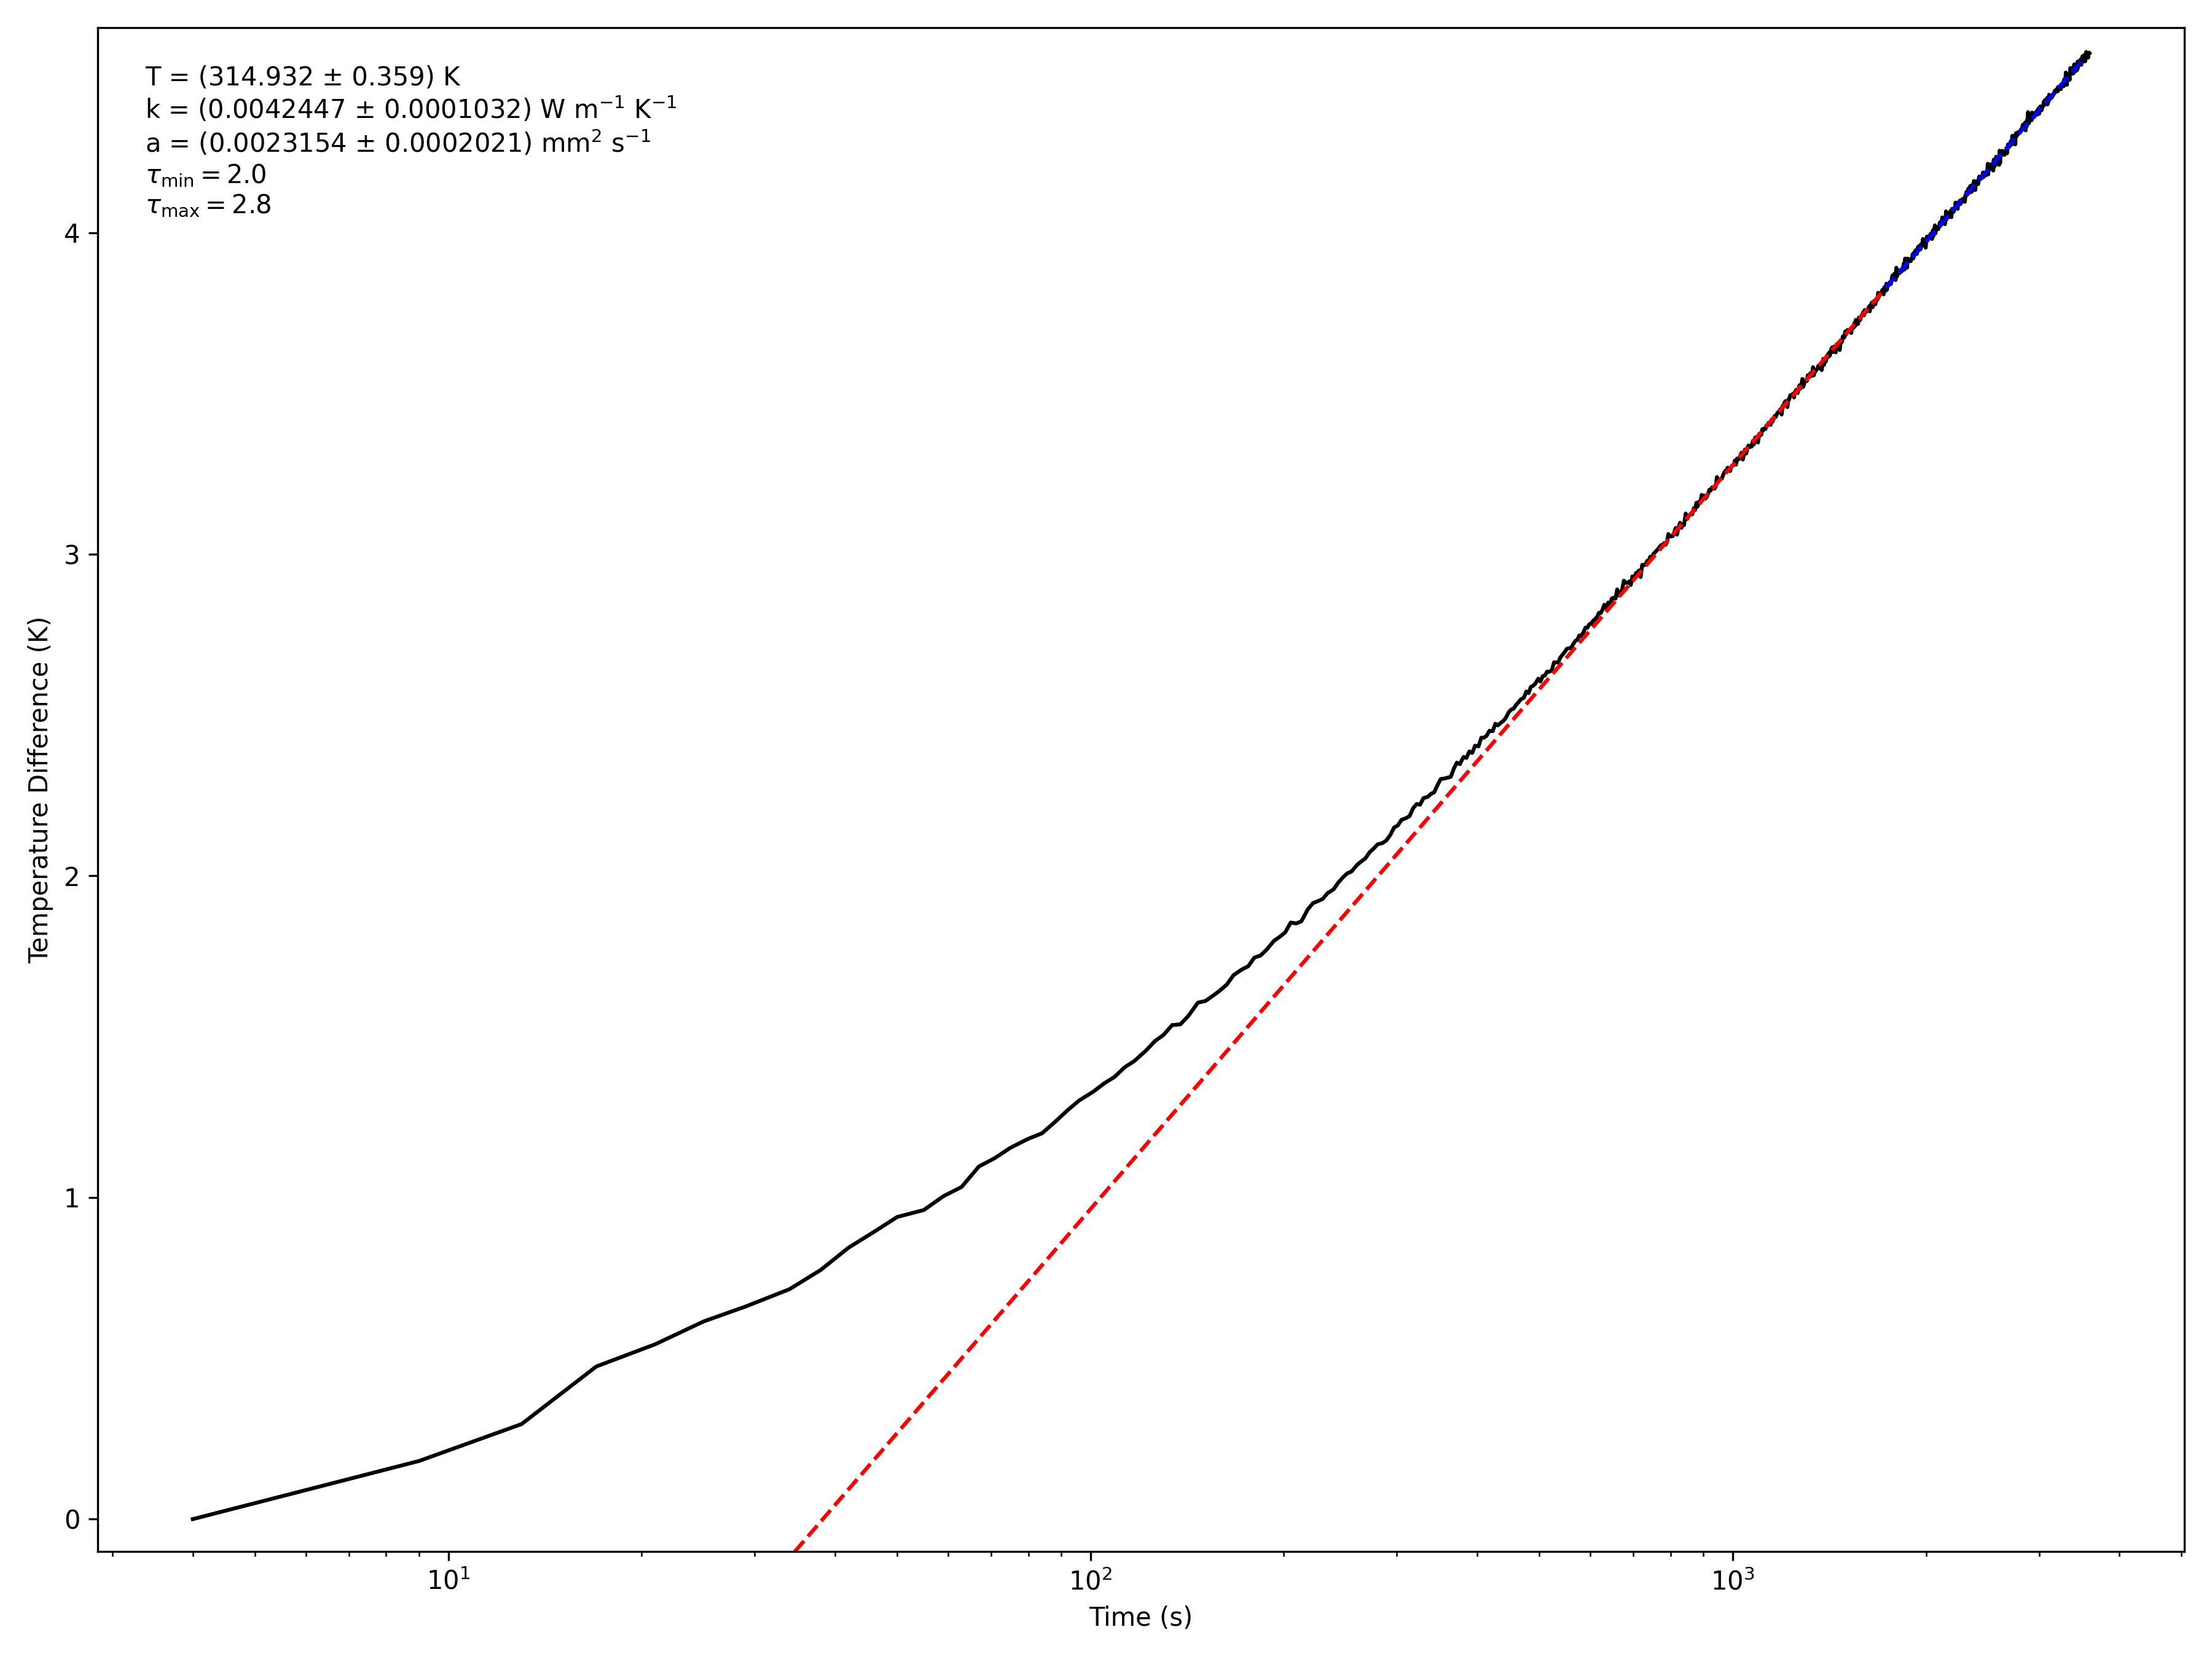 T = (314.932 ± 0.359) K
k = (0.0042447 ± 0.0001032) W m⁻¹ K⁻¹
a = (0.0023154 ± 0.0002021) mm² s⁻¹
τmin = 2.0
τmax = 2.8
4
3
2
1
0
Temperature Difference (K)
10¹ 10² 10³
Time (s)